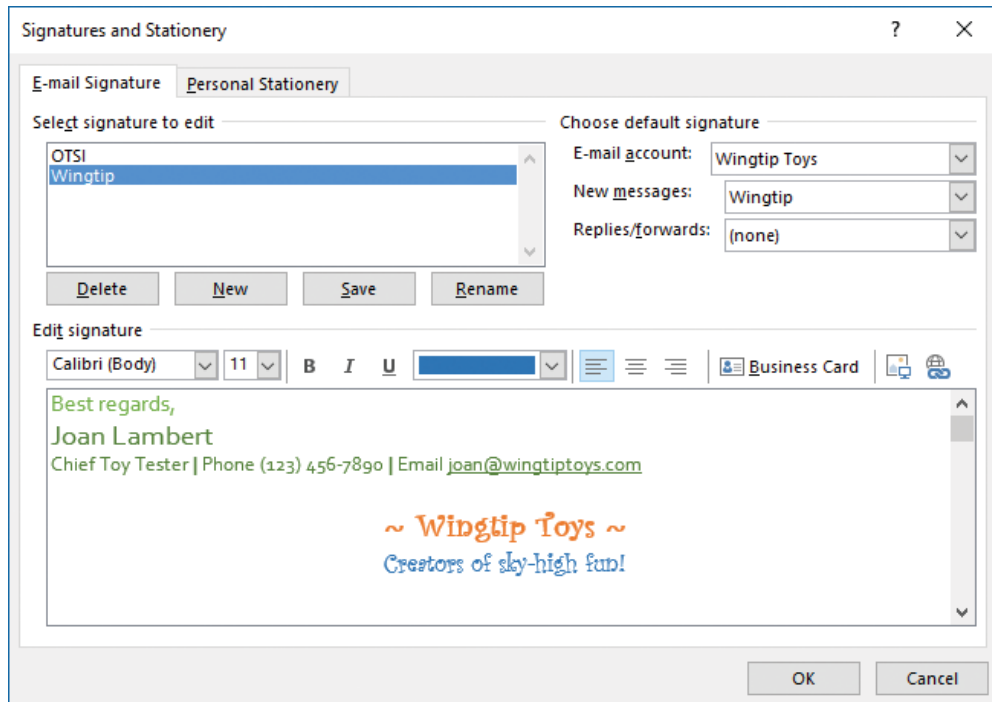 Signatures and Stationery ?
E-mail Signature Personal Stationery
Select signature to edit
OTSI
Wingtip
Delete New Save Rename
Choose default signature
E-mail account: Wingtip Toys
New messages: Wingtip
Replies/forwards: (none)
Edit signature
Calibri (Body) 11 B I U Business Card
Best regards,
Joan Lambert
Chief Toy Tester | Phone (123) 456-7890 | Email joan@wingtiptoys.com
~ Wingtip Toys ~
Creators of sky-high fun!
OK Cancel